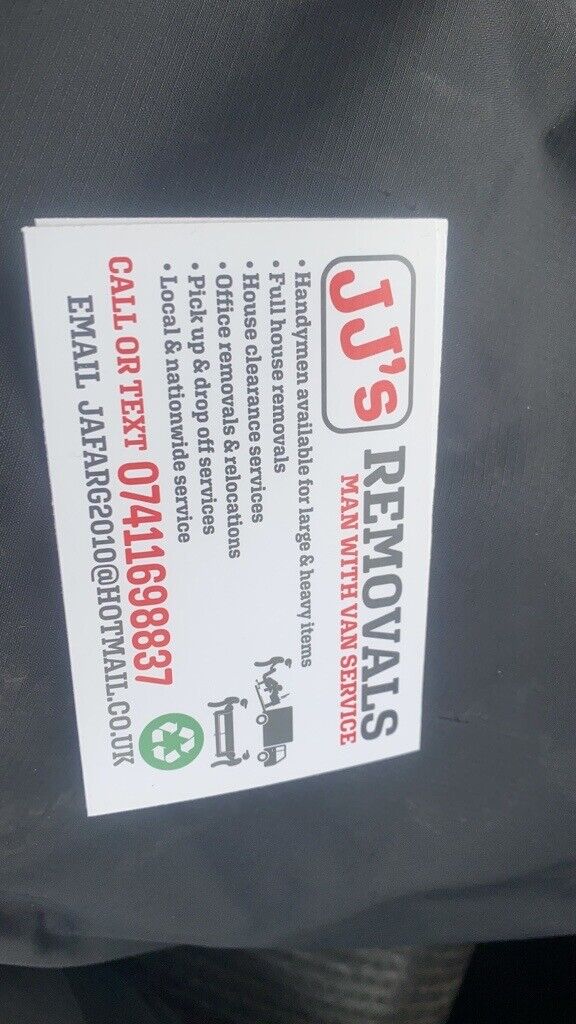 JJ's REMOVALS
MAN WITH VAN SERVICE
• Handymen available for large & heavy items
• Full house removals
• House clearance services
• Office removals & relocations
• Pick up & drop off services
• Local & nationwide service
CALL OR TEXT 07411698837
EMAIL JAFARG2010@HOTMAIL.CO.UK